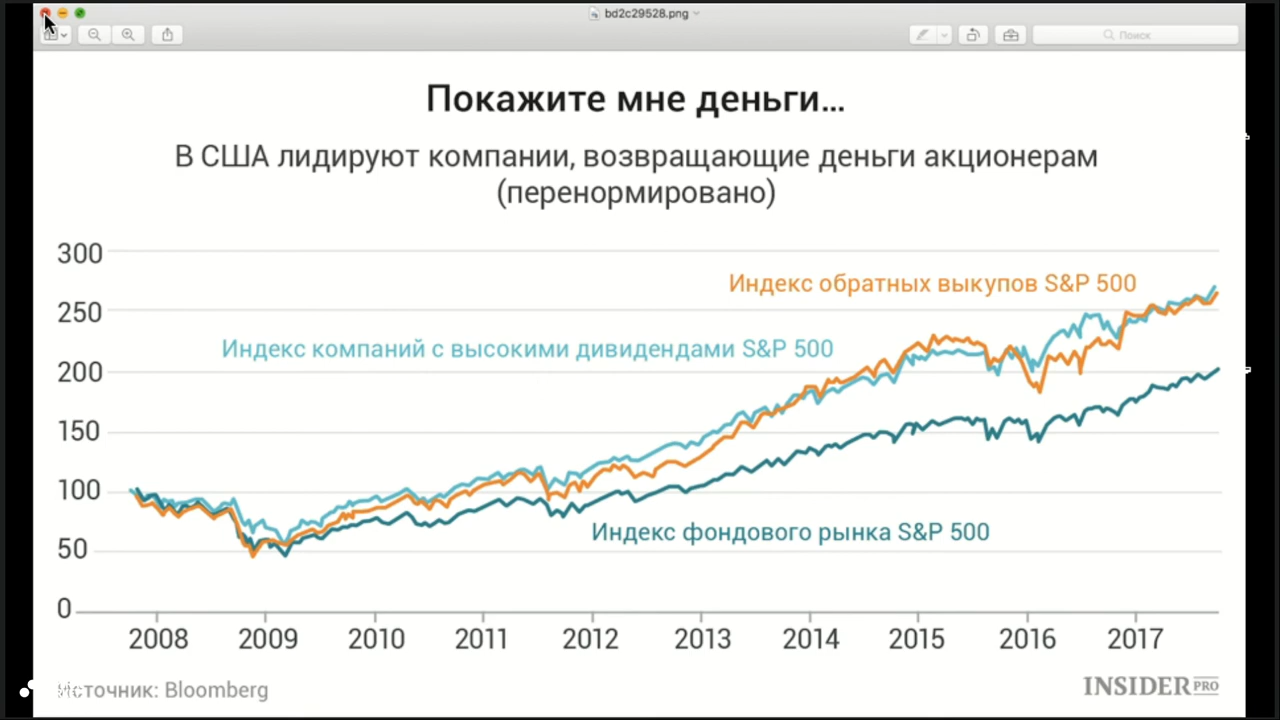 bd2c29528.png
Поиск
Покажите мне деньги...
В США лидируют компании, возвращающие деньги акционерам
(перенормировано)
300
Индекс обратных выкупов S&P 500
250
Индекс компаний с высокими дивидендами S&P 500
200
150
100
Индекс фондового рынка S&P 500
50
0
2008 2009 2010 2011 2012 2013 2014 2015 2016 2017
Источник: Bloomberg
INSIDER PRO